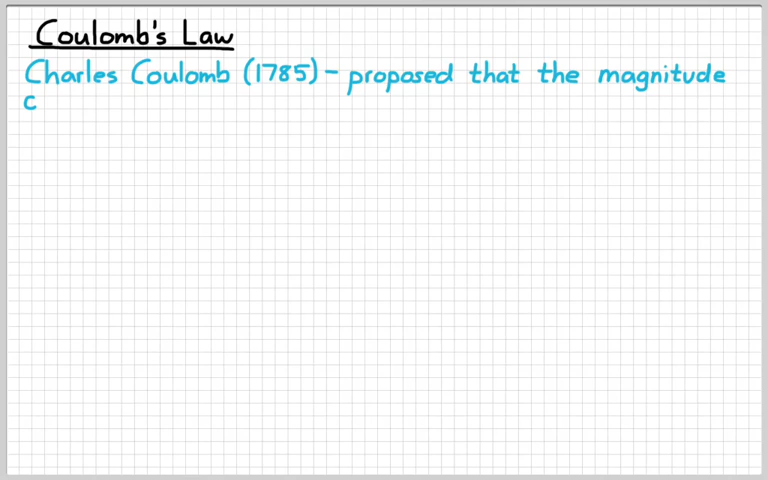 Coulomb's Law
Charles Coulomb (1785) - proposed that the magnitude
c